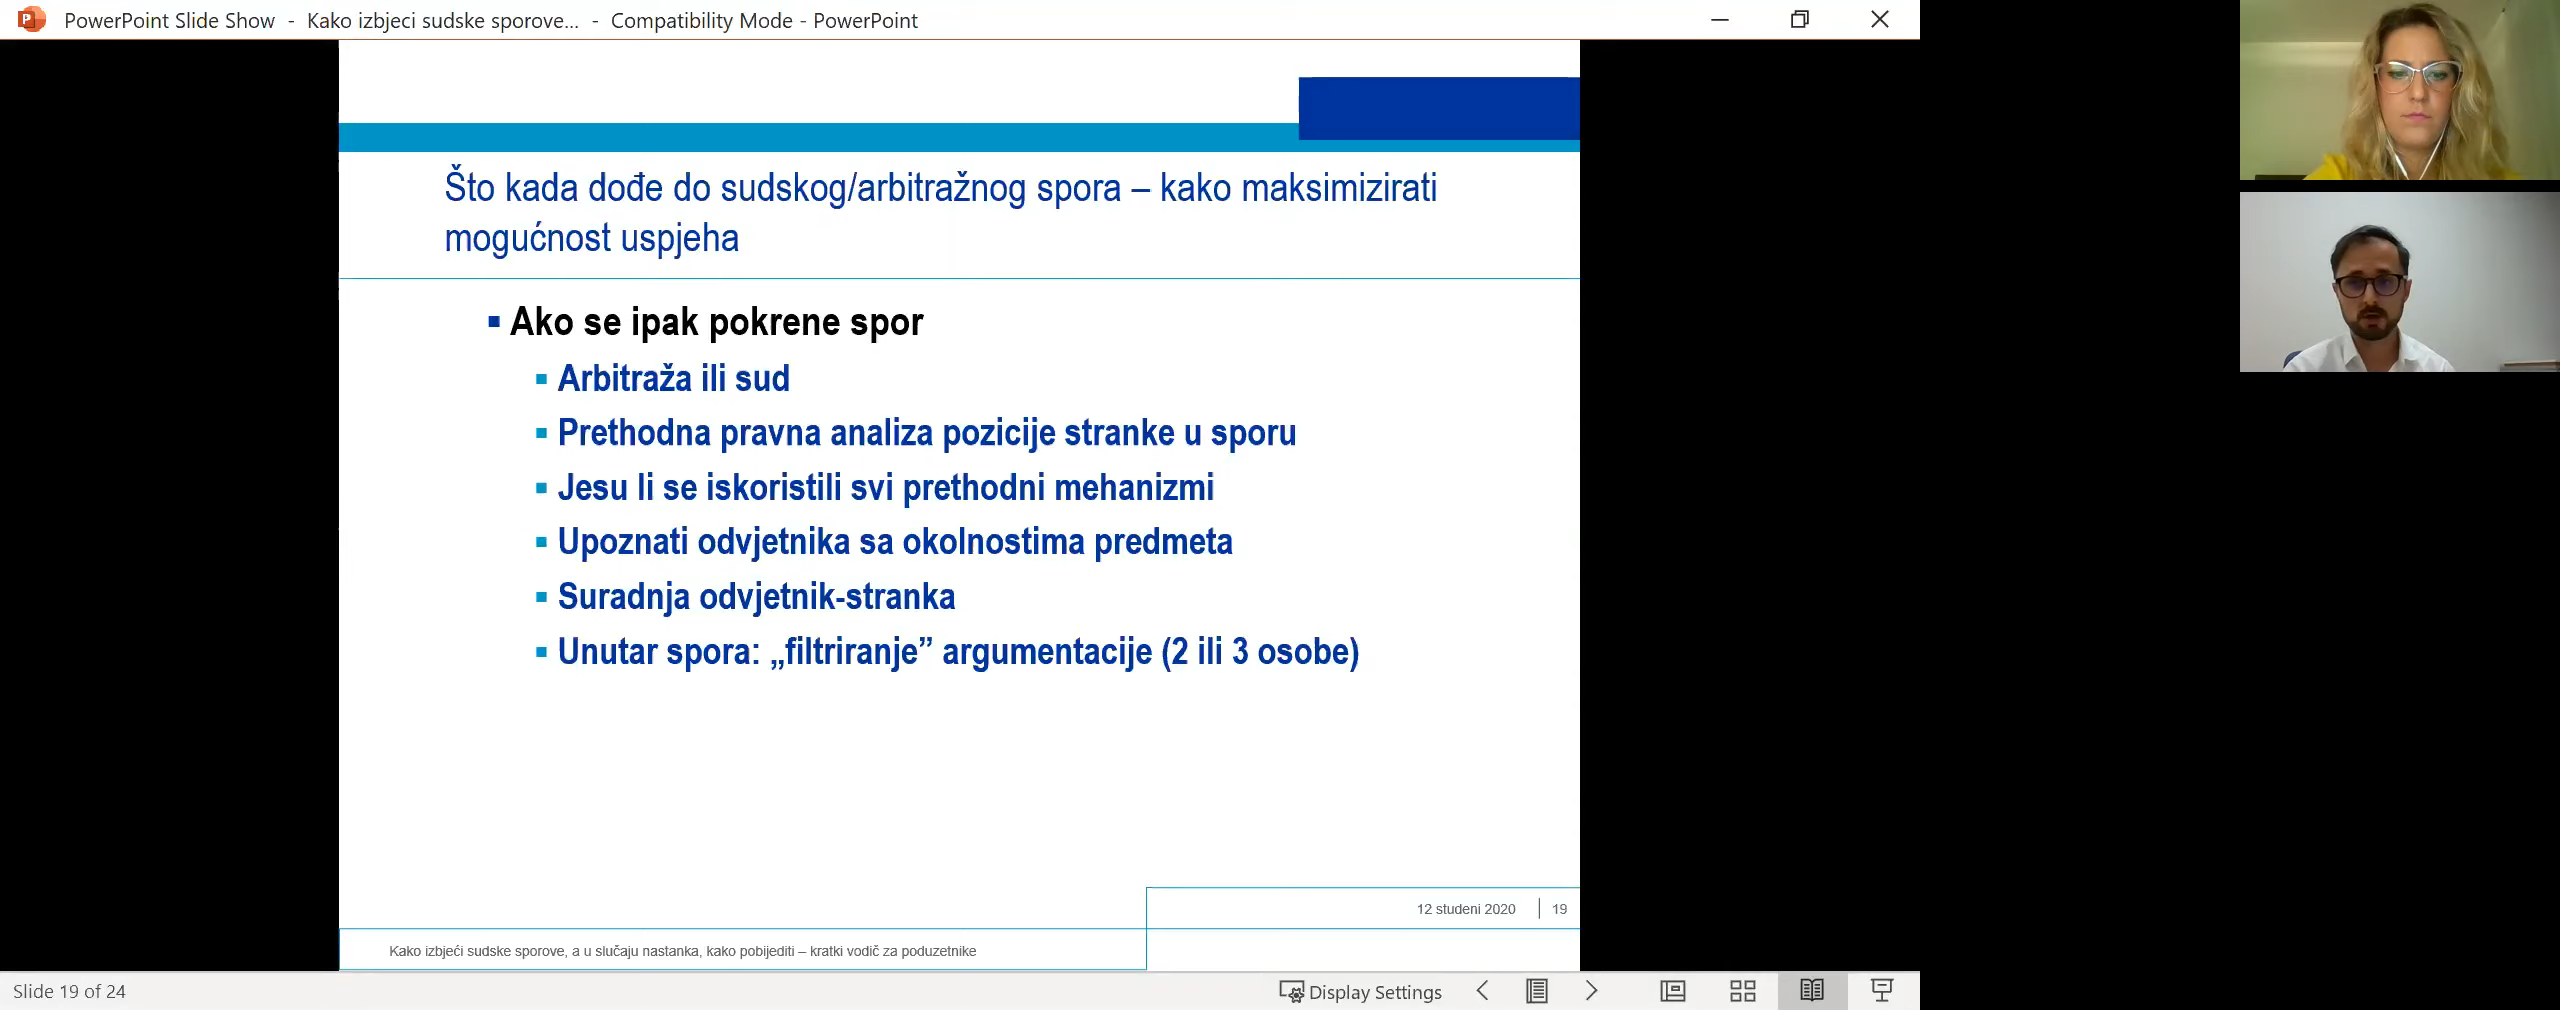 PowerPoint Slide Show - Kako izbjeci sudske sporove... - Compatibility Mode - PowerPoint
Što kada dođe do sudskog/arbitražnog spora – kako maksimizirati
mogućnost uspjeha
Ako se ipak pokrene spor
Arbitraža ili sud
Prethodna pravna analiza pozicije stranke u sporu
Jesu li se iskoristili svi prethodni mehanizmi
Upoznati odvjetnika sa okolnostima predmeta
Suradnja odvjetnik-stranka
Unutar spora: „filtriranje” argumentacije (2 ili 3 osobe)
12 studeni 2020 | 19
Kako izbjeći sudske sporove, a u slučaju nastanka, kako pobijediti – kratki vodič za poduzetnike
Slide 19 of 24
Display Settings